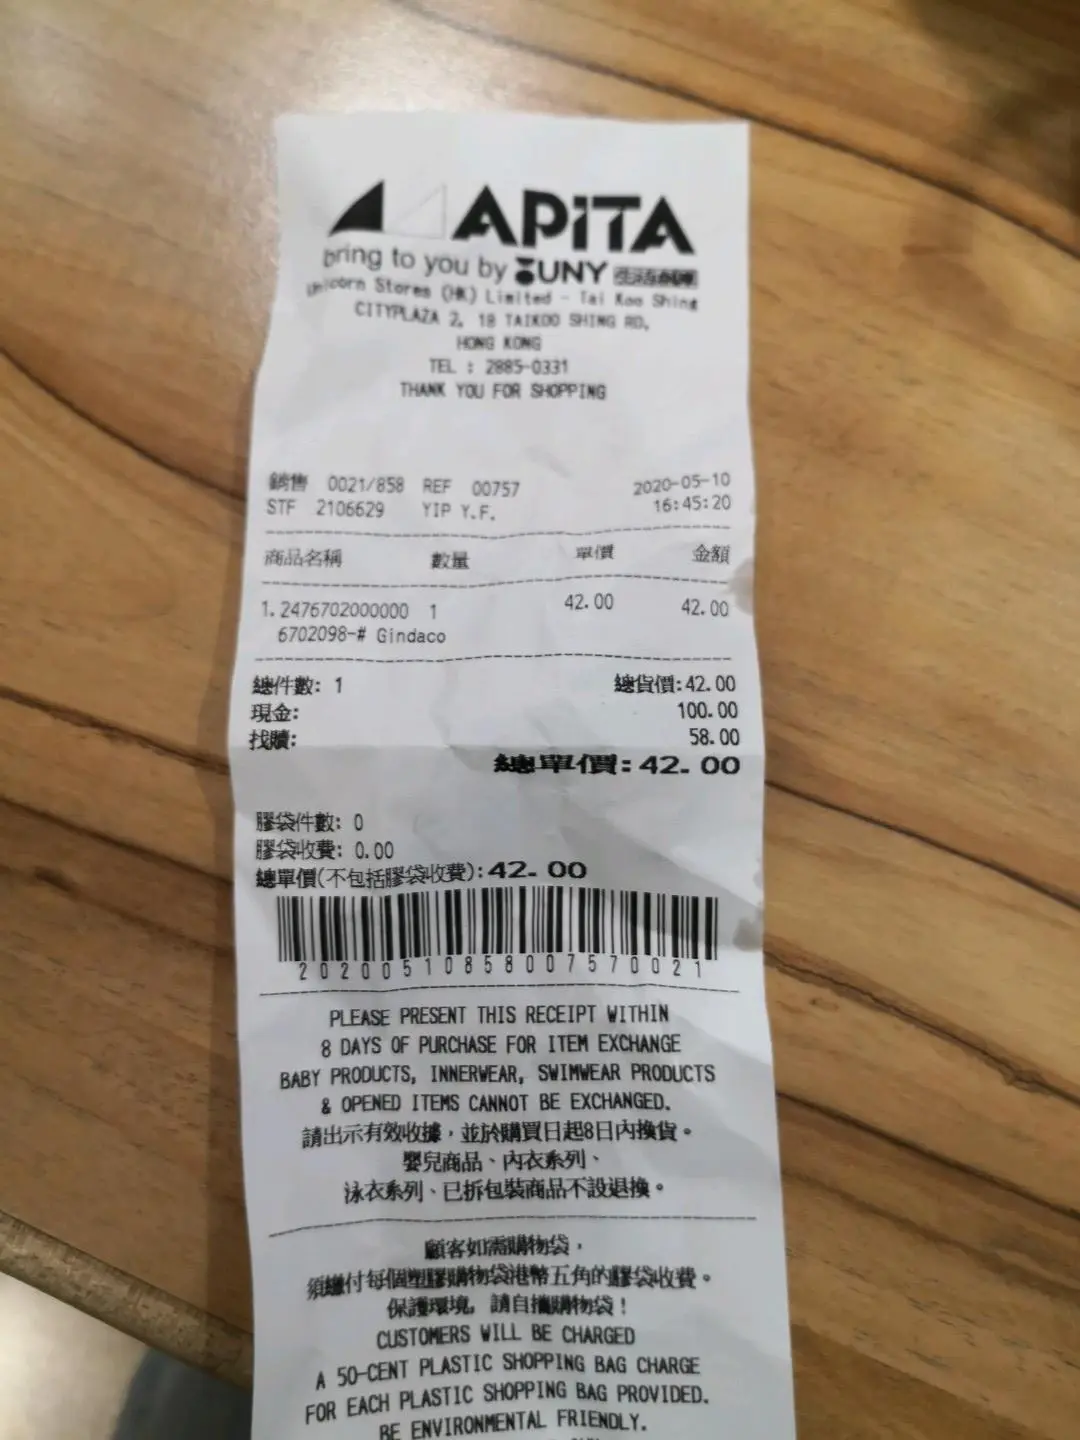 APiTA
bring to you by UNY 生活創庫
Unicorn Stores (HK) Limited - Tai Koo Shing
CITYPLAZA 2, 18 TAIKOO SHING RD,
HONG KONG
TEL : 2885-0331
THANK YOU FOR SHOPPING
銷售 0021/858 REF 00757 2020-05-10
STF 2106629 YIP Y.F. 16:45:20
商品名稱 數量 單價 金額
1. 2476702000000 1 42.00 42.00
6702098-# Gindaco
總件數: 1 總貨價:42.00
現金: 100.00
找贖: 58.00
總單價:42.00
膠袋件數: 0
膠袋收費: 0.00
總單價(不包括膠袋收費):42.00
20200510858007570021
PLEASE PRESENT THIS RECEIPT WITHIN
8 DAYS OF PURCHASE FOR ITEM EXCHANGE
BABY PRODUCTS, INNERWEAR, SWIMWEAR PRODUCTS
& OPENED ITEMS CANNOT BE EXCHANGED.
請出示有效收據，並於購買日起8日內換貨。
嬰兒商品、內衣系列、
泳衣系列、已拆包裝商品不設退換。
顧客如需購物袋，
須繳付每個塑膠購物袋港幣五角的膠袋收費。
保護環境，請自攜購物袋！
CUSTOMERS WILL BE CHARGED
A 50-CENT PLASTIC SHOPPING BAG CHARGE
FOR EACH PLASTIC SHOPPING BAG PROVIDED.
BE ENVIRONMENTAL FRIENDLY.